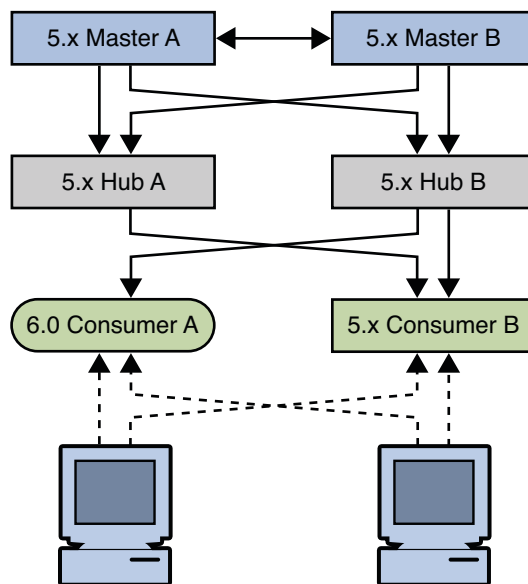 5.x Master A
5.x Master B
5.x Hub A
5.x Hub B
6.0 Consumer A
5.x Consumer B